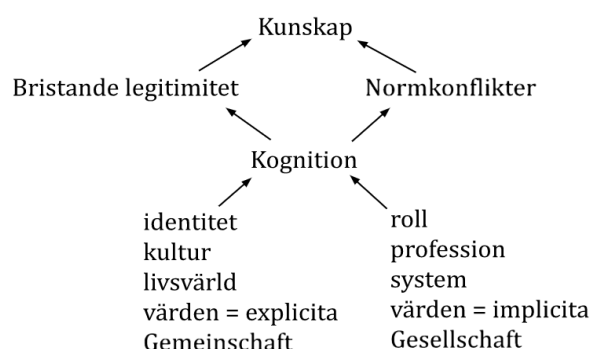 Kunskap
Bristande legitimitet
Normkonflikter
Kognition
identitet
kultur
livsvärld
värden = explicita
Gemeinschaft
roll
profession
system
värden = implicita
Gesellschaft